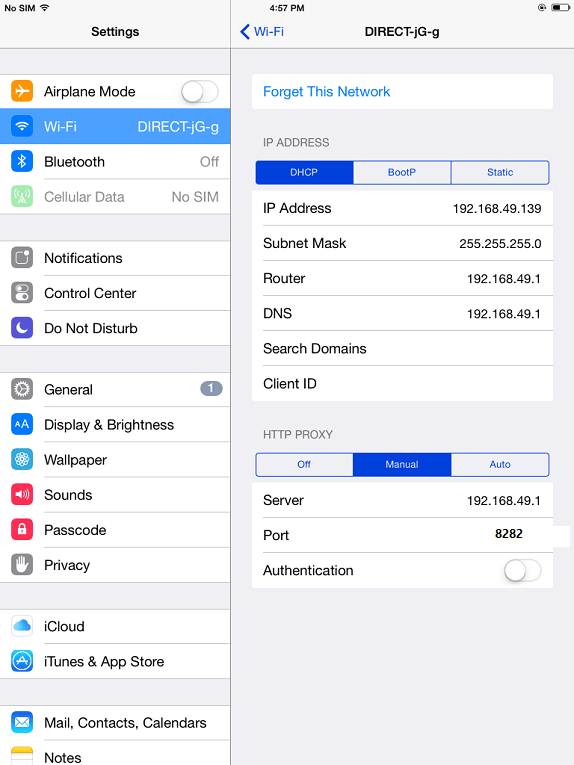 No SIM
4:57 PM
Settings
Wi-Fi
DIRECT-jG-g
Airplane Mode
Wi-Fi DIRECT-jG-g
Bluetooth Off
Cellular Data No SIM
Notifications
Control Center
Do Not Disturb
General 1
AA Display & Brightness
Wallpaper
Sounds
Passcode
Privacy
iCloud
iTunes & App Store
Mail, Contacts, Calendars
Notes
Forget This Network
IP ADDRESS
DHCP BootP Static
IP Address 192.168.49.139
Subnet Mask 255.255.255.0
Router 192.168.49.1
DNS 192.168.49.1
Search Domains
Client ID
HTTP PROXY
Off Manual Auto
Server 192.168.49.1
Port 8282
Authentication